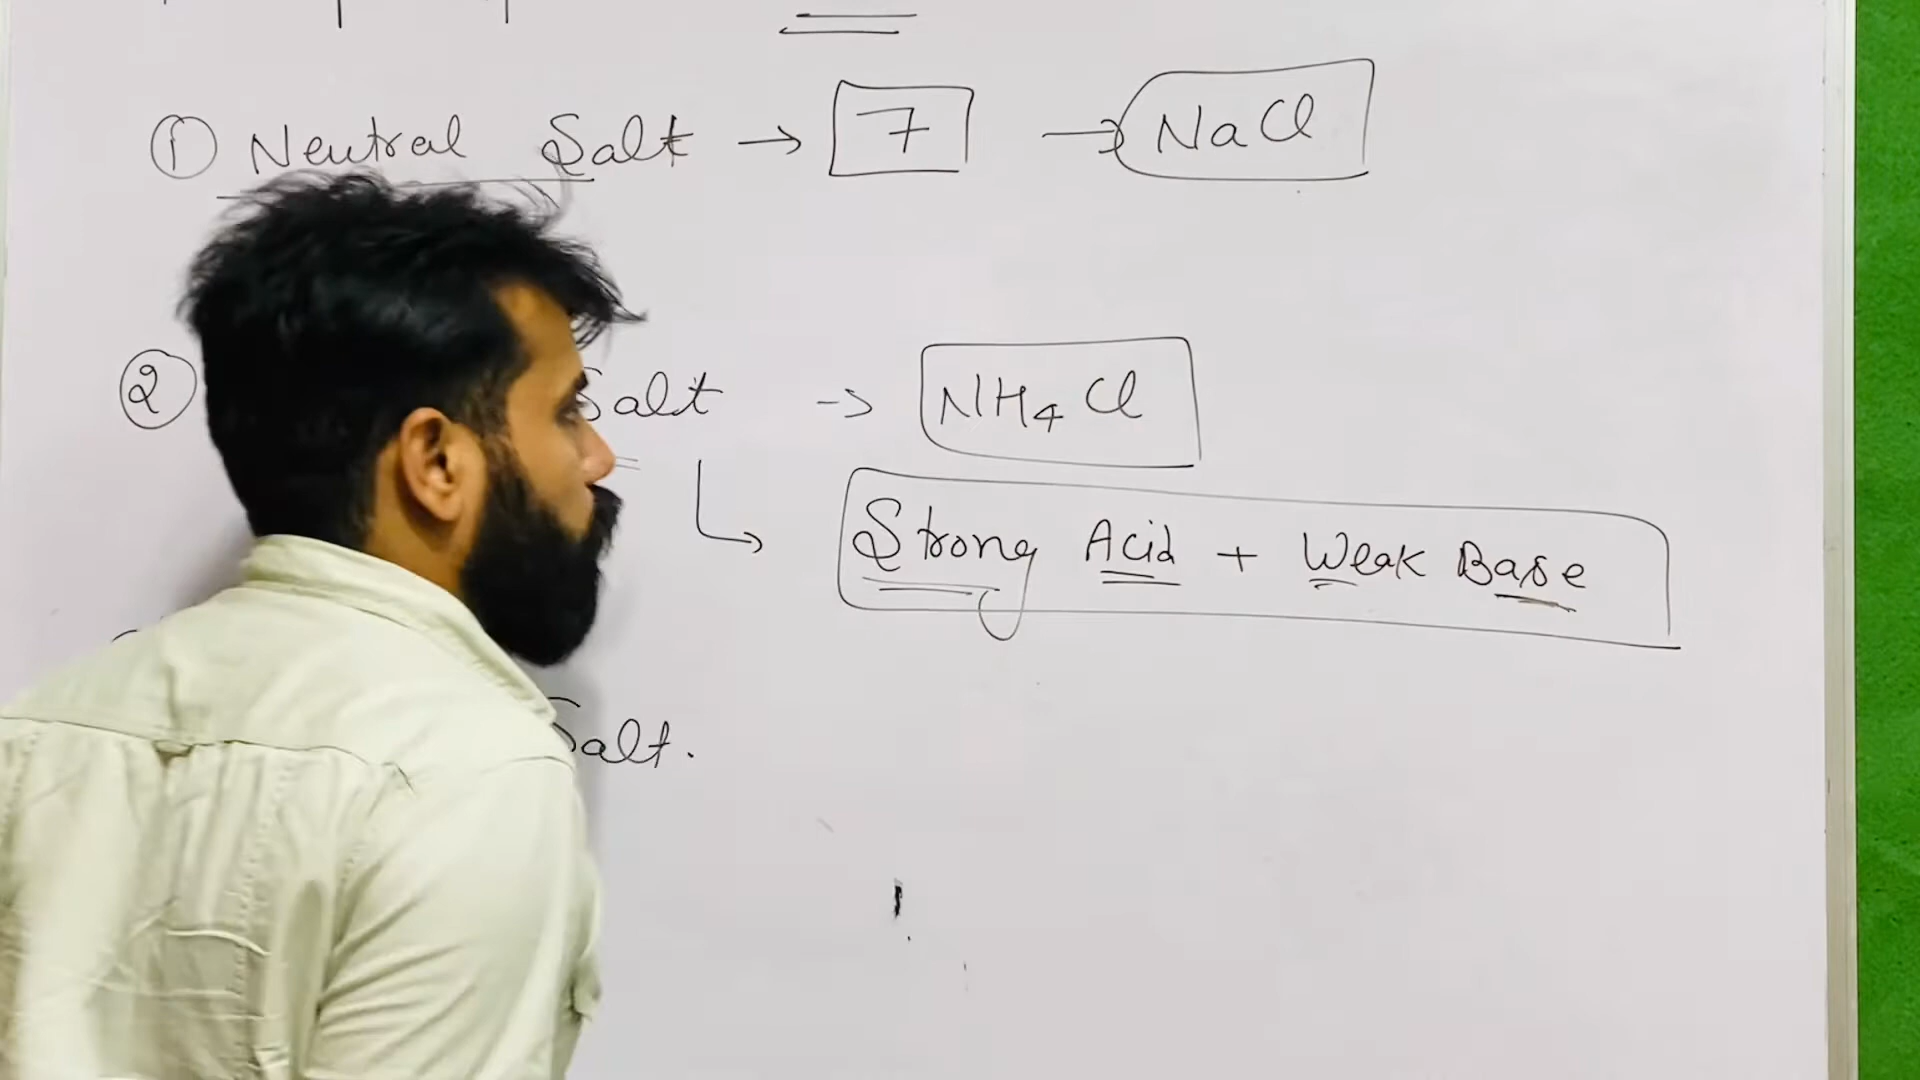 ① Neutral Salt → 7 → NaCl
② Salt → NH₄Cl
↳ Strong Acid + Weak Base
Salt.